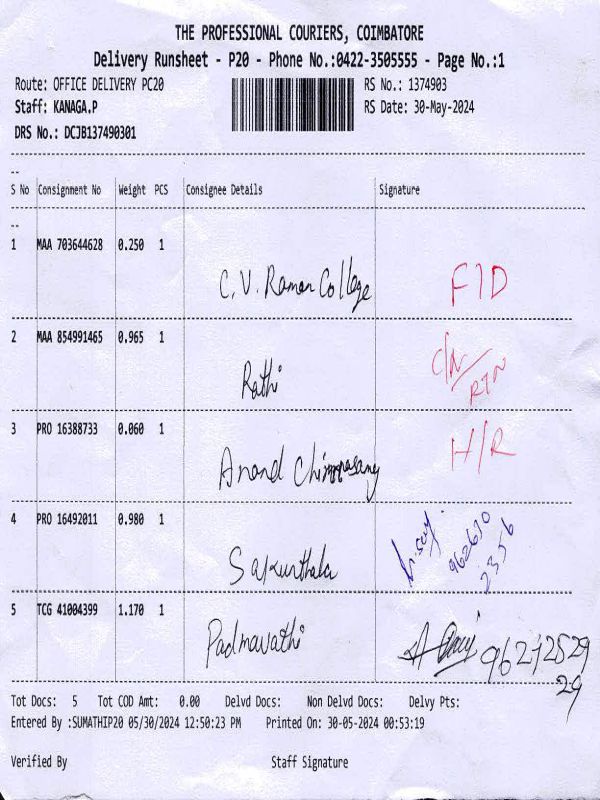 THE PROFESSIONAL COURIERS, COIMBATORE
Delivery Runsheet - P20 - Phone No.:0422-3505555 - Page No.:1
Route: OFFICE DELIVERY PC20 RS No.: 1374903
Staff: KANAGA.P RS Date: 30-May-2024
DRS No.: DCJB137490301
S No Consignment No Weight PCS Consignee Details Signature
1 MAA 703644628 0.250 1
C.V. Raman College F I D
2 MAA 854991465 0.965 1
Rathi C/N/ RTN
3 PRO 16388733 0.060 1
Anand H/R
4 PRO 16492011 0.980 1
Sakunthala 962610
2356
5 TCG 41004399 1.170 1
Padmavathi
29
Tot Docs: 5 Tot COD Amt: 0.00 Delvd Docs: Non Delvd Docs: Delvy Pts:
Entered By :SUMATHIP20 05/30/2024 12:50:23 PM Printed On: 30-05-2024 00:53:19
Verified By Staff Signature